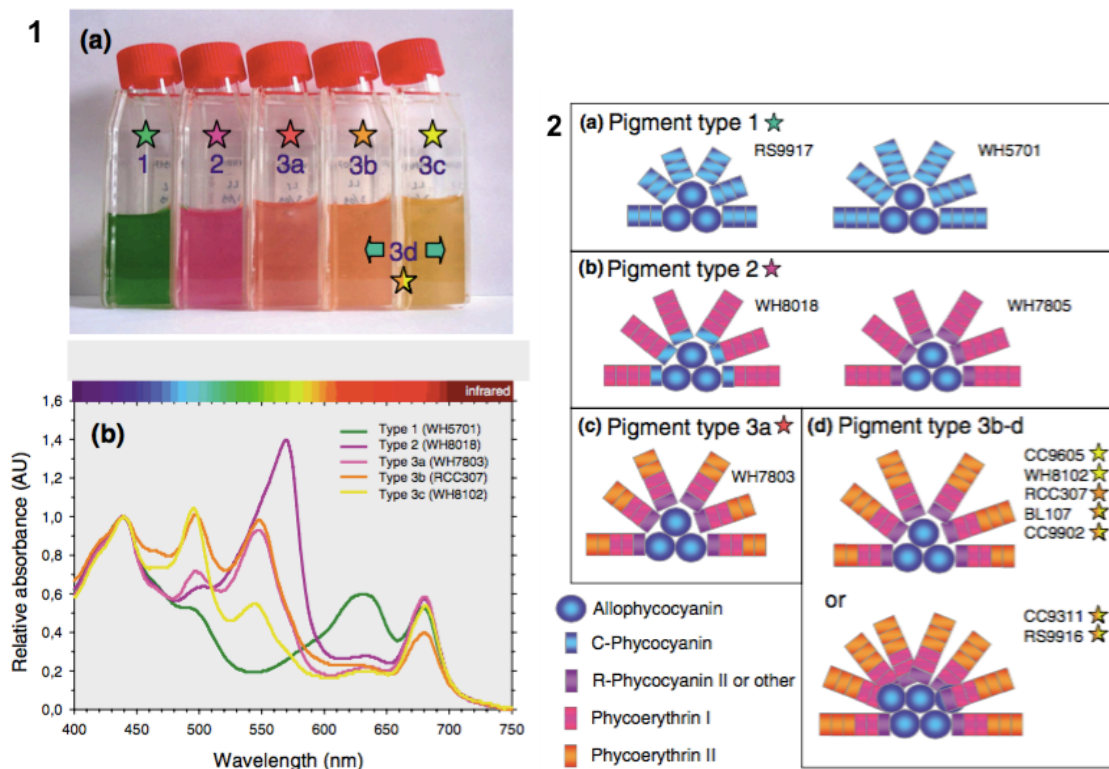 1
(a)
1 2 3a 3b 3c
3d
infrared
(b)
1,6
1,4
1,2
1,0
0,8
0,6
0,4
0,2
0,0
Relative absorbance (AU)
Type 1 (WH5701)
Type 2 (WH8018)
Type 3a (WH7803)
Type 3b (RCC307)
Type 3c (WH8102)
400 450 500 550 600 650 700 750
Wavelength (nm)
2
(a) Pigment type 1
RS9917 WH5701
(b) Pigment type 2
WH8018 WH7805
(c) Pigment type 3a
WH7803
(d) Pigment type 3b-d
CC9605
WH8102
RCC307
BL107
CC9902
or
CC9311
RS9916
Allophycocyanin
C-Phycocyanin
R-Phycocyanin II or other
Phycoerythrin I
Phycoerythrin II